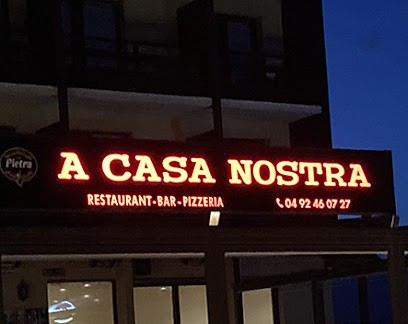 Pietra
A CASA NOSTRA
RESTAURANT-BAR-PIZZERIA 04 92 46 07 27